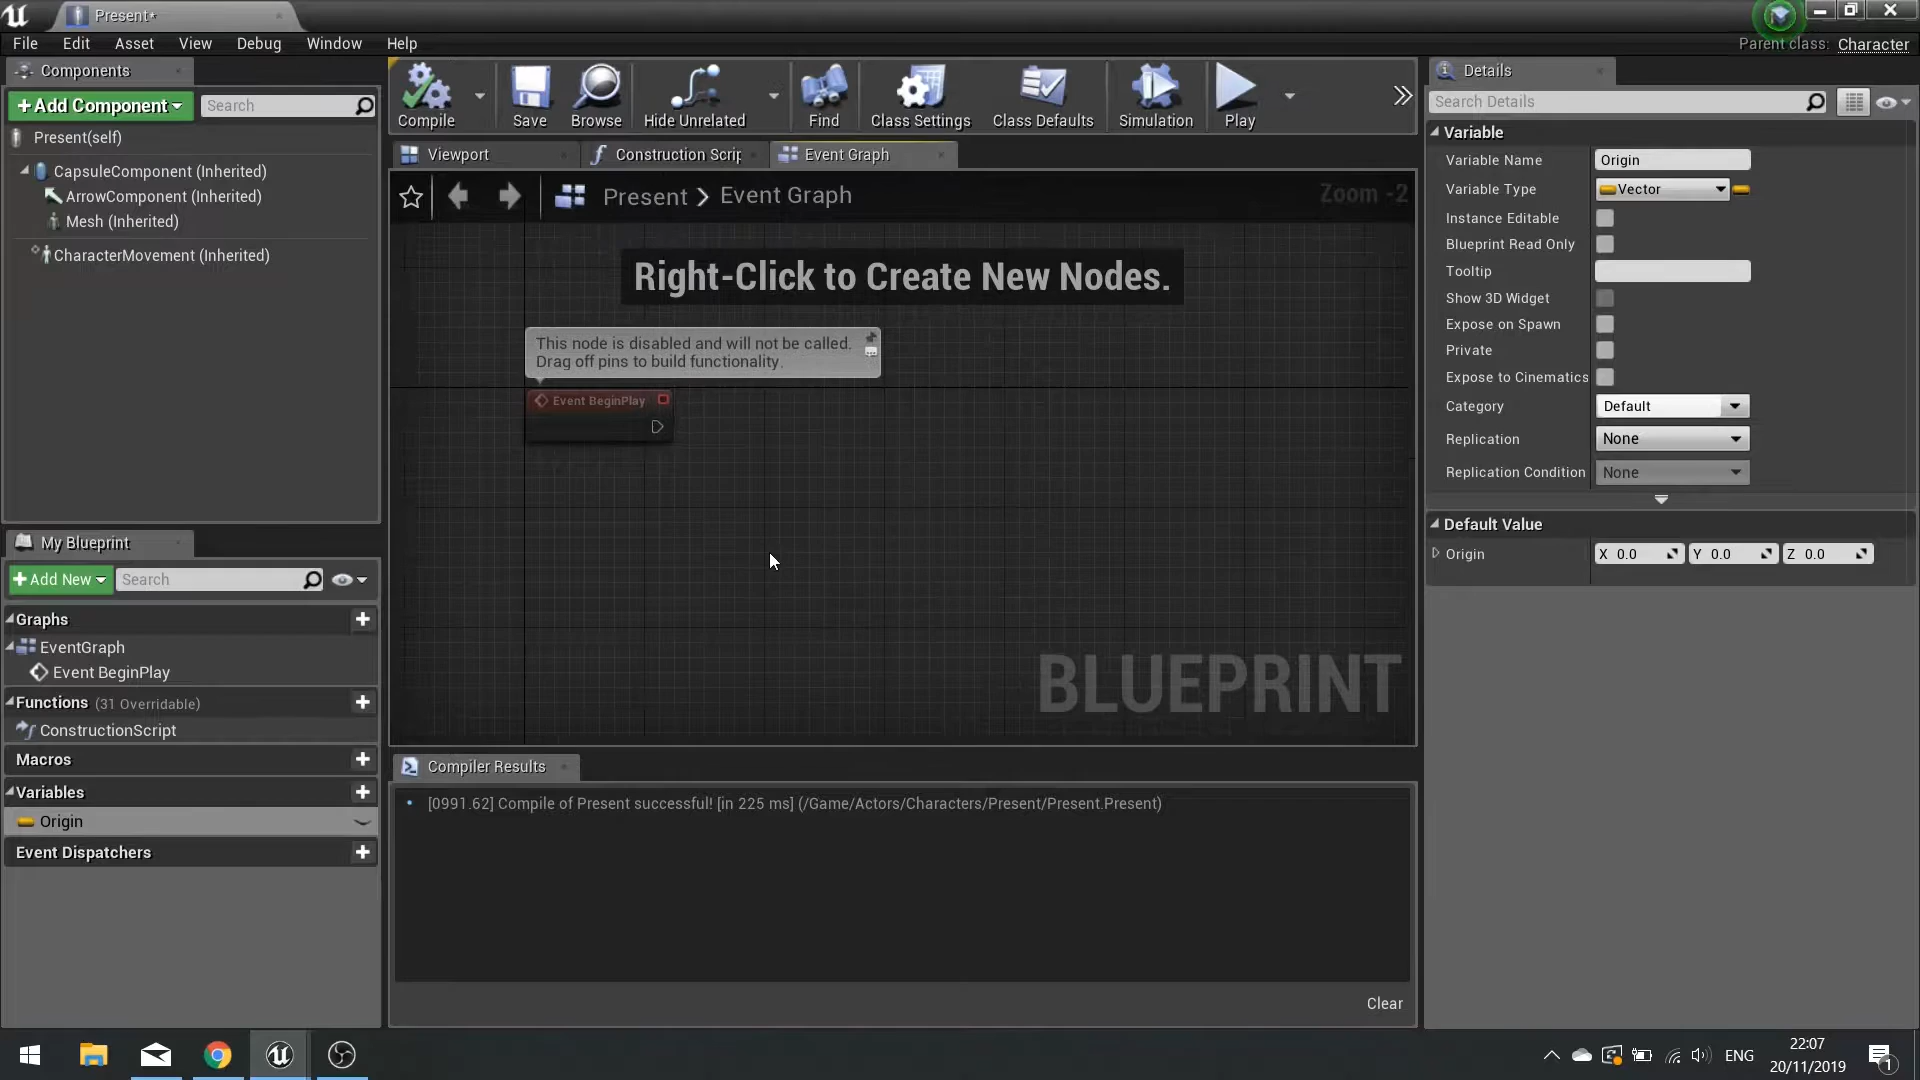 Present*
File Edit Asset View Debug Window Help
Parent class: Character
Components
+Add Component
Search
Present(self)
CapsuleComponent (Inherited)
ArrowComponent (Inherited)
Mesh (Inherited)
CharacterMovement (Inherited)
My Blueprint
+Add New
Search
Graphs
EventGraph
Event BeginPlay
Functions (31 Overridable)
ConstructionScript
Macros
Variables
Origin
Event Dispatchers
Compile
Save
Browse
Hide Unrelated
Find
Class Settings
Class Defaults
Simulation
Play
Viewport
Construction Scrip
Event Graph
Present > Event Graph
Zoom -2
Right-Click to Create New Nodes.
This node is disabled and will not be called.
Drag off pins to build functionality.
Event BeginPlay
BLUEPRINT
Compiler Results
[0991.62] Compile of Present successful! [in 225 ms] (/Game/Actors/Characters/Present/Present.Present)
Clear
Details
Search Details
Variable
Variable Name Origin
Variable Type Vector
Instance Editable
Blueprint Read Only
Tooltip
Show 3D Widget
Expose on Spawn
Private
Expose to Cinematics
Category Default
Replication None
Replication Condition None
Default Value
Origin X 0.0 Y 0.0 Z 0.0
ENG
22:07
20/11/2019
1